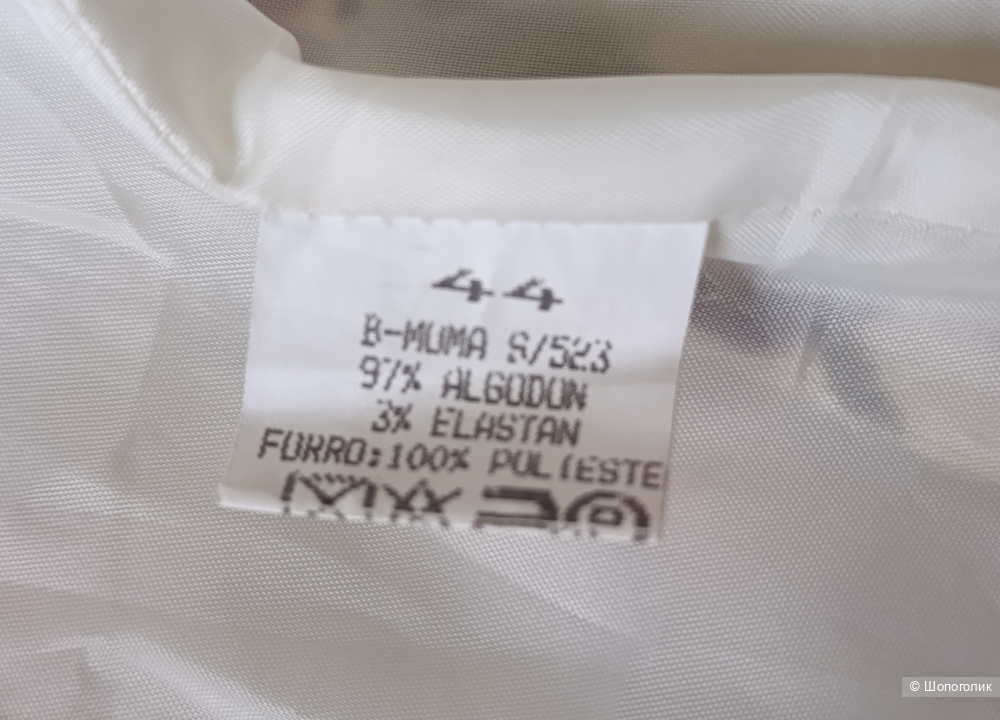 44
B-MUMA S/523
97% ALGODON
3% ELASTAN
FORRO:100% POLIESTE
© Шопоголик